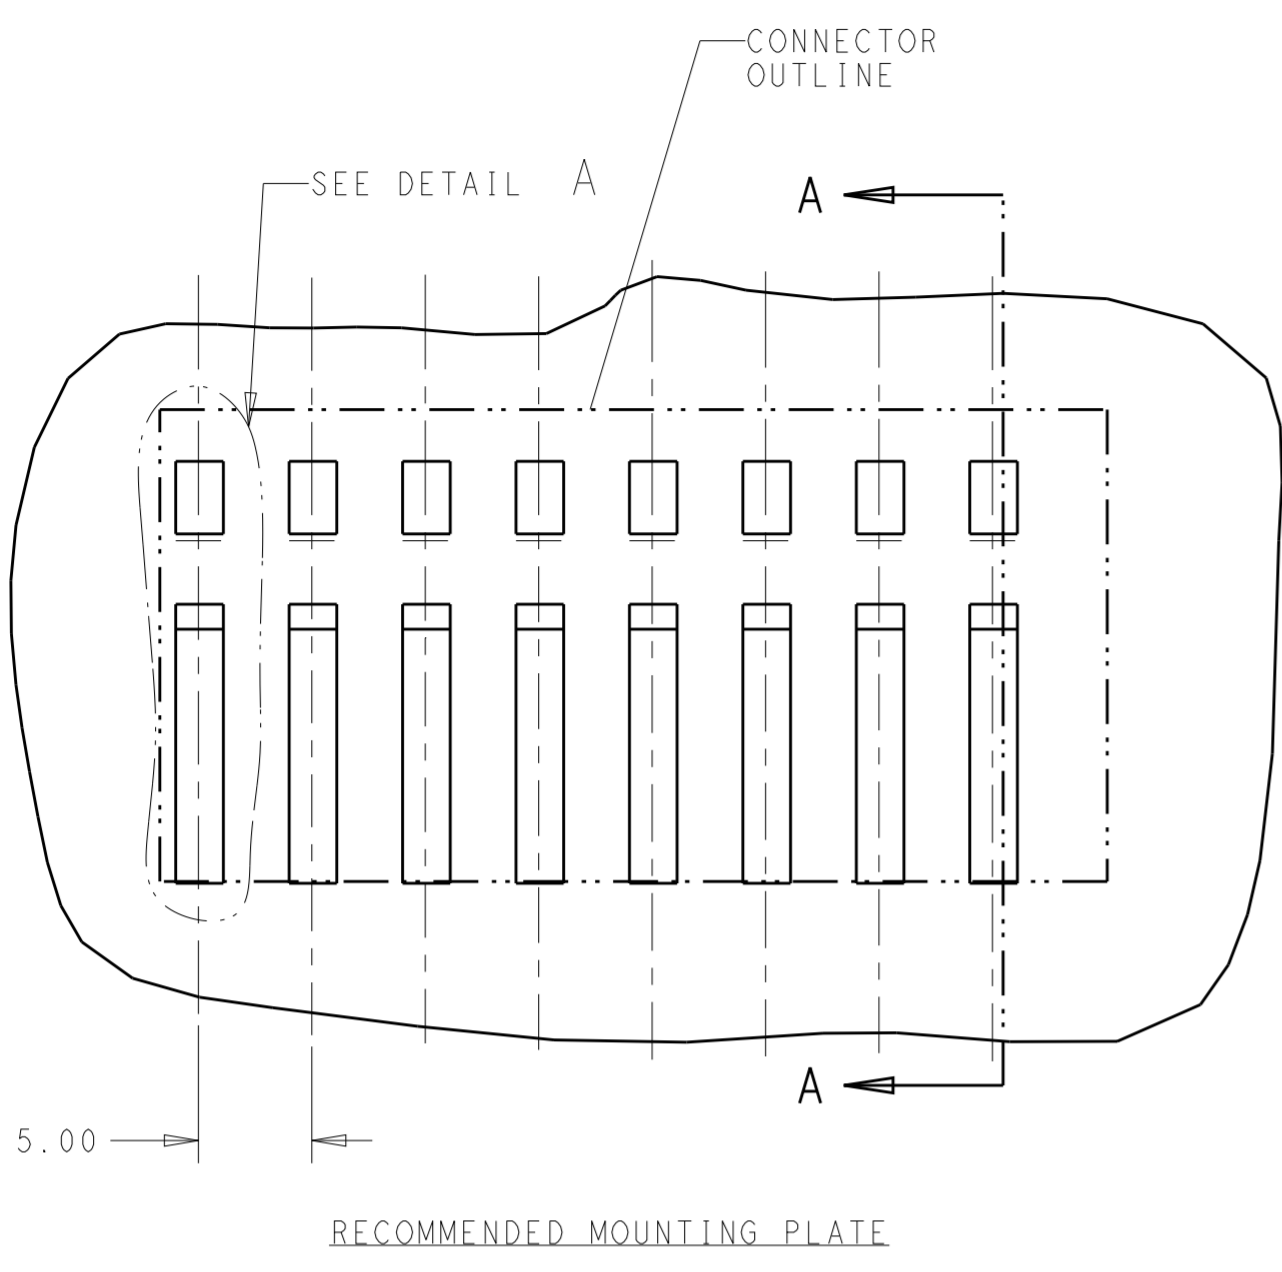 CONNECTOR
OUTLINE
SEE DETAIL A
A
A
5.00
RECOMMENDED MOUNTING PLATE